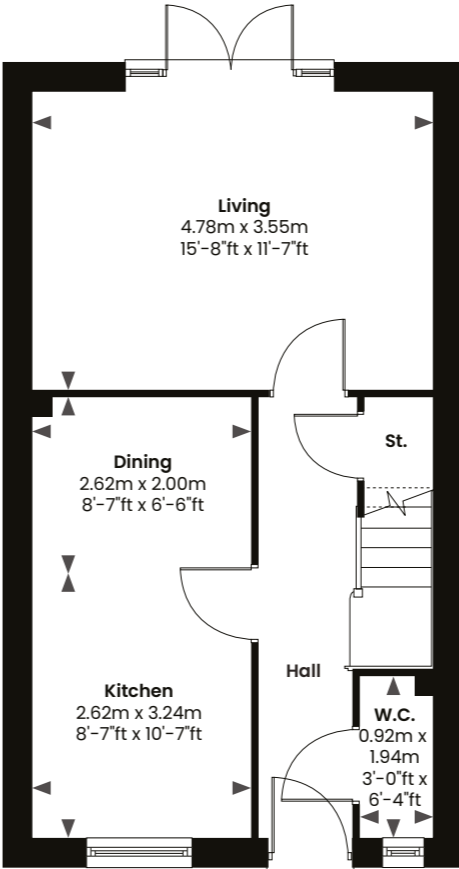 Living
4.78m x 3.55m
15'-8"ft x 11'-7"ft
St.
Dining
2.62m x 2.00m
8'-7"ft x 6'-6"ft
Hall
Kitchen
2.62m x 3.24m
8'-7"ft x 10'-7"ft
W.C.
0.92m x
1.94m
3'-0"ft x
6'-4"ft